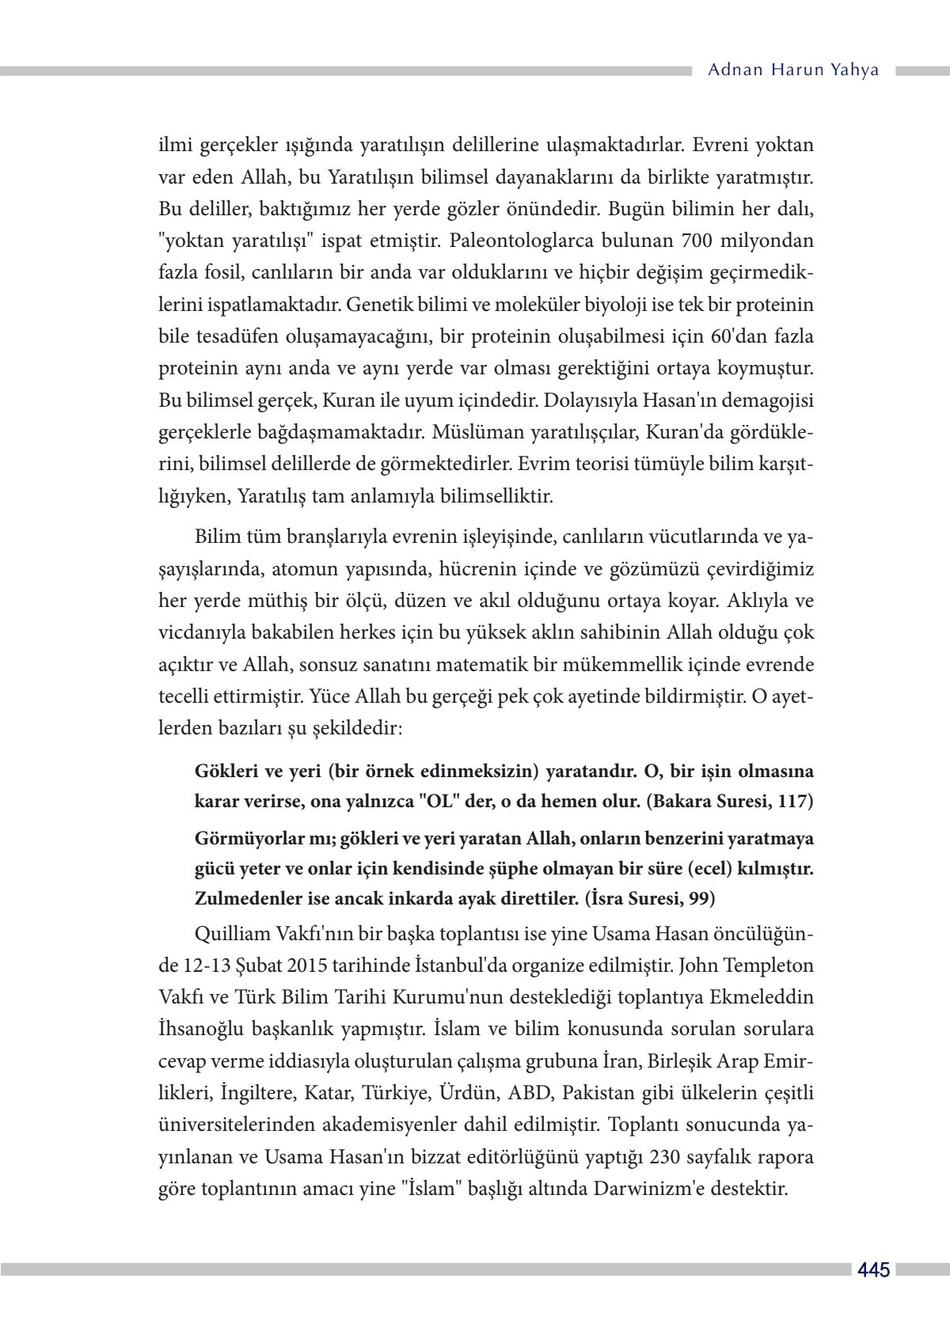 Adnan Harun Yahya
ilmi gerçekler ışığında yaratılışın delillerine ulaşmaktadırlar. Evreni yoktan
var eden Allah, bu Yaratılışın bilimsel dayanaklarını da birlikte yaratmıştır.
Bu deliller, baktığımız her yerde gözler önündedir. Bugün bilimin her dalı,
"yoktan yaratılışı" ispat etmiştir. Paleontologlarca bulunan 700 milyondan
fazla fosil, canlıların bir anda var olduklarını ve hiçbir değişim geçirmedik-
lerini ispatlamaktadır. Genetik bilimi ve moleküler biyoloji ise tek bir proteinin
bile tesadüfen oluşamayacağını, bir proteinin oluşabilmesi için 60'dan fazla
proteinin aynı anda ve aynı yerde var olması gerektiğini ortaya koymuştur.
Bu bilimsel gerçek, Kuran ile uyum içindedir. Dolayısıyla Hasan'ın demagojisi
gerçeklerle bağdaşmamaktadır. Müslüman yaratılışçılar, Kuran'da gördükle-
rini, bilimsel delillerde de görmektedirler. Evrim teorisi tümüyle bilim karşıt-
lığıyken, Yaratılış tam anlamıyla bilimselliktir.
Bilim tüm branşlarıyla evrenin işleyişinde, canlıların vücutlarında ve ya-
şayışlarında, atomun yapısında, hücrenin içinde ve gözümüzü çevirdiğimiz
her yerde müthiş bir ölçü, düzen ve akıl olduğunu ortaya koyar. Aklıyla ve
vicdanıyla bakabilen herkes için bu yüksek aklın sahibinin Allah olduğu çok
açıktır ve Allah, sonsuz sanatını matematik bir mükemmellik içinde evrende
tecelli ettirmiştir. Yüce Allah bu gerçeği pek çok ayetinde bildirmiştir. O ayet-
lerden bazıları şu şekildedir:
Gökleri ve yeri (bir örnek edinmeksizin) yaratandır. O, bir işin olmasına
karar verirse, ona yalnızca "OL" der, o da hemen olur. (Bakara Suresi, 117)
Görmüyorlar mı; gökleri ve yeri yaratan Allah, onların benzerini yaratmaya
gücü yeter ve onlar için kendisinde şüphe olmayan bir süre (ecel) kılmıştır.
Zulmedenler ise ancak inkarda ayak direttiler. (İsra Suresi, 99)
Quilliam Vakfı'nın bir başka toplantısı ise yine Usama Hasan öncülüğün-
de 12-13 Şubat 2015 tarihinde İstanbul'da organize edilmiştir. John Templeton
Vakfı ve Türk Bilim Tarihi Kurumu'nun desteklediği toplantıya Ekmeleddin
İhsanoğlu başkanlık yapmıştır. İslam ve bilim konusunda sorulan sorulara
cevap verme iddiasıyla oluşturulan çalışma grubuna İran, Birleşik Arap Emir-
likleri, İngiltere, Katar, Türkiye, Ürdün, ABD, Pakistan gibi ülkelerin çeşitli
üniversitelerinden akademisyenler dahil edilmiştir. Toplantı sonucunda ya-
yınlanan ve Usama Hasan'ın bizzat editörlüğünü yaptığı 230 sayfalık rapora
göre toplantının amacı yine "İslam" başlığı altında Darwinizm'e destektir.
445